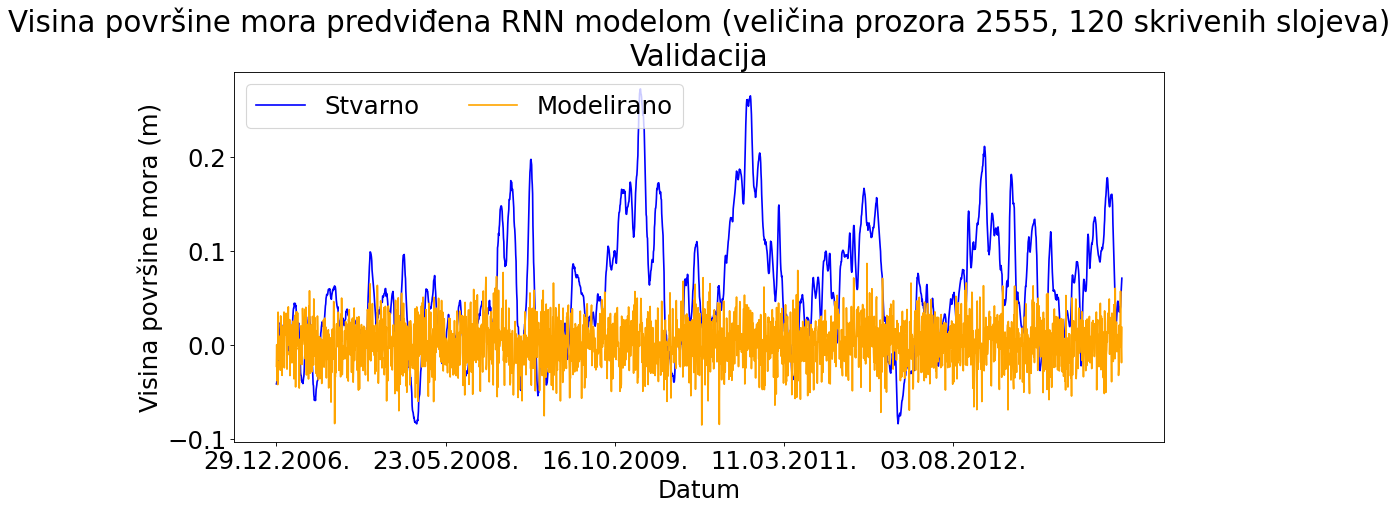 Visina površine mora predviđena RNN modelom (veličina prozora 2555, 120 skrivenih slojeva)
Validacija
Stvarno Modelirano
Visina površine mora (m)
0.2
0.1
0.0
−0.1
29.12.2006. 23.05.2008. 16.10.2009. 11.03.2011. 03.08.2012.
Datum